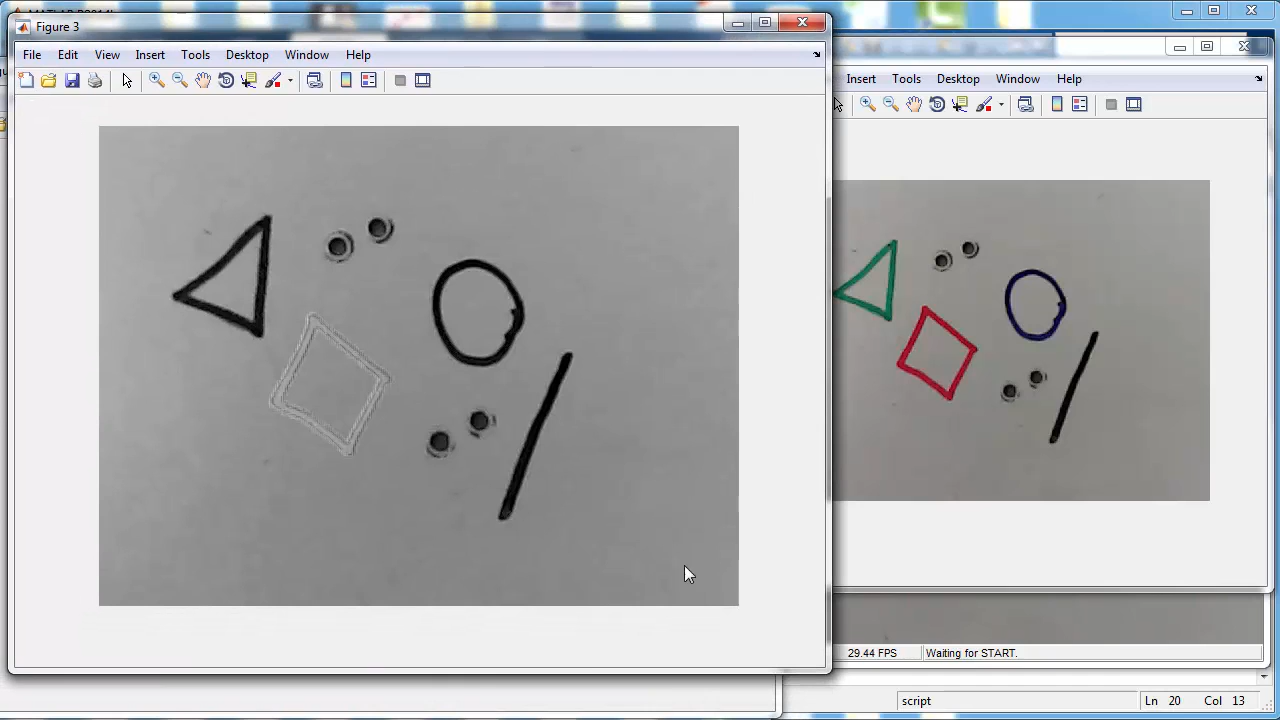 Figure 3
File Edit View Insert Tools Desktop Window Help
Insert Tools Desktop Window Help
29.44 FPS Waiting for START.
script Ln 20 Col 13